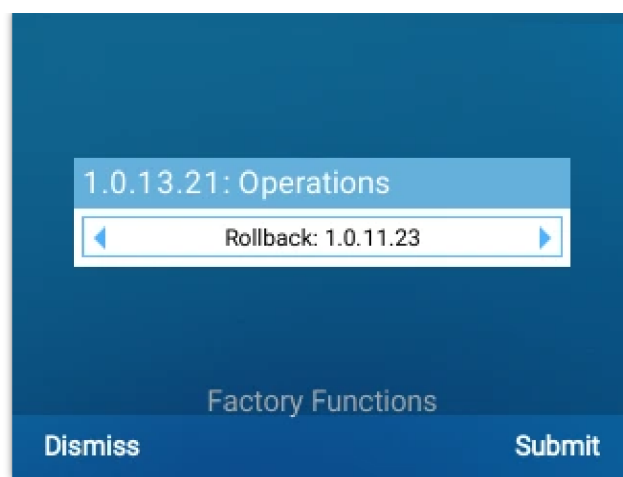 1.0.13.21: Operations
Rollback: 1.0.11.23
Factory Functions
Dismiss Submit